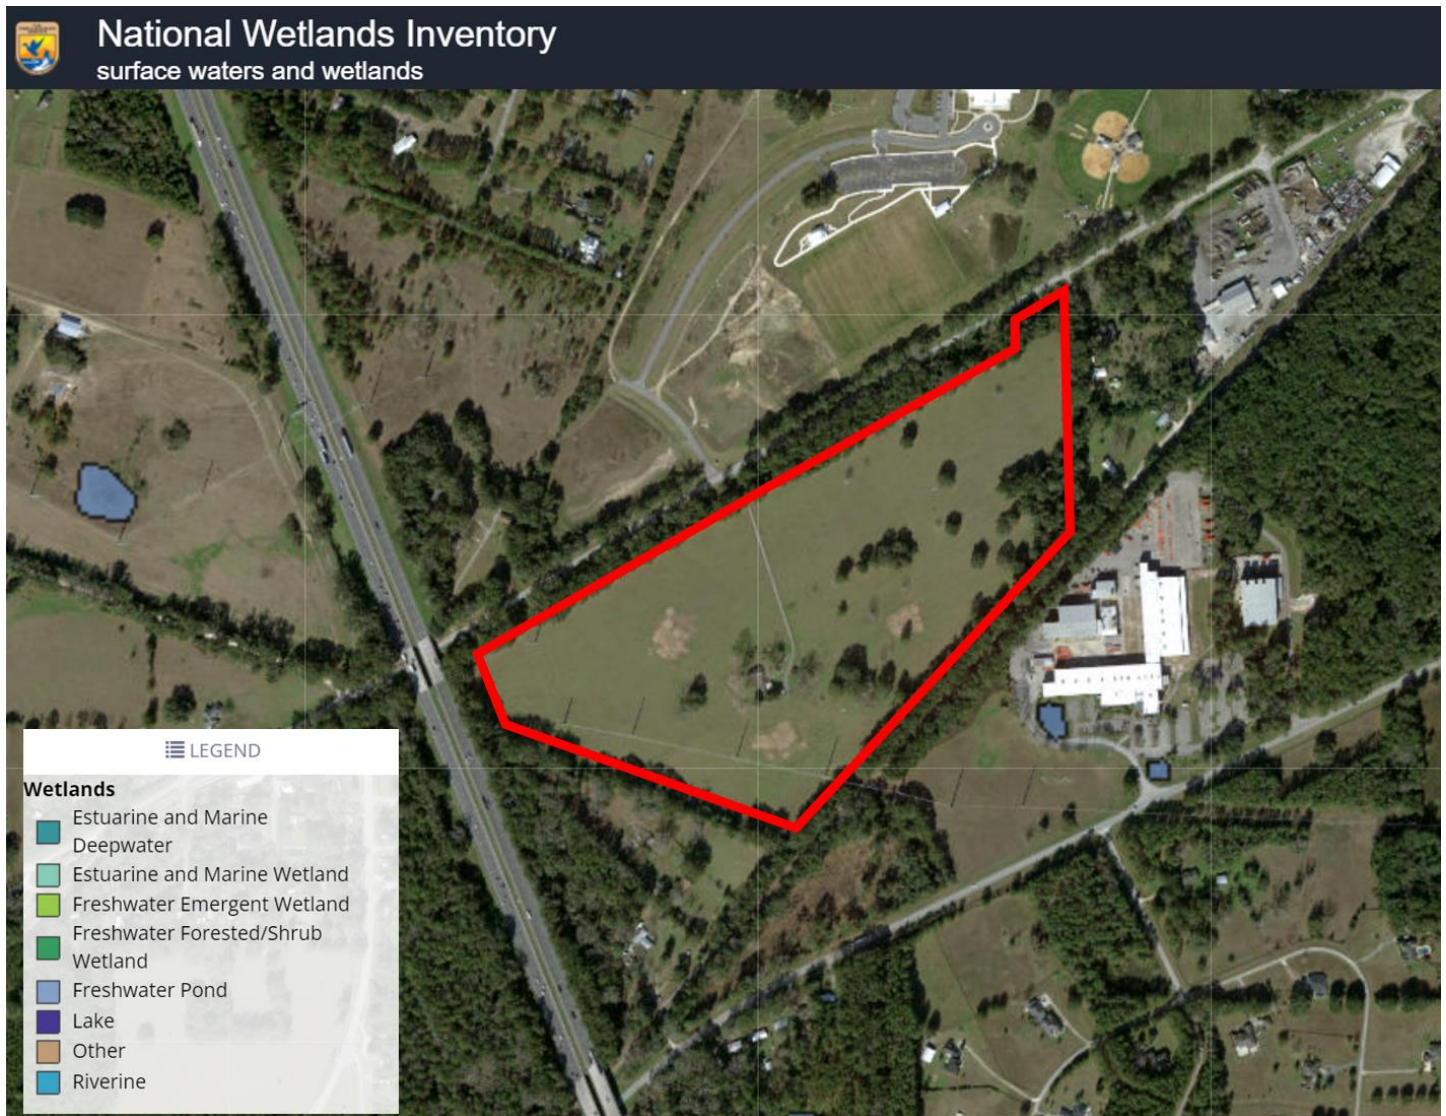 National Wetlands Inventory
surface waters and wetlands
LEGEND
Wetlands
Estuarine and Marine
Deepwater
Estuarine and Marine Wetland
Freshwater Emergent Wetland
Freshwater Forested/Shrub
Wetland
Freshwater Pond
Lake
Other
Riverine